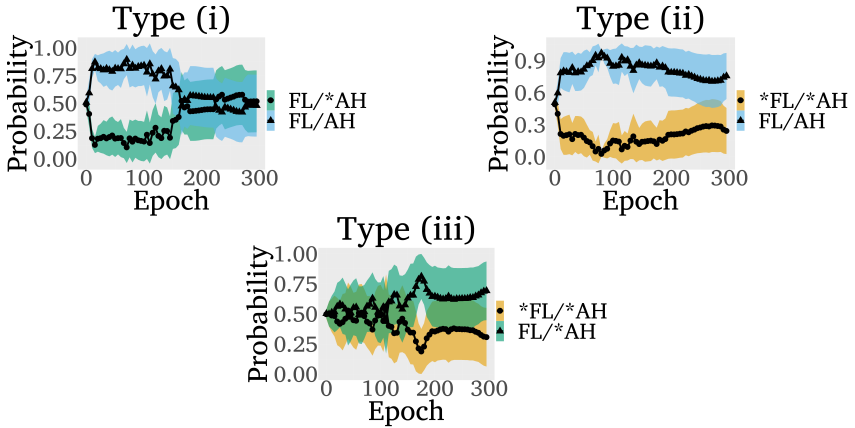 Type (i)
Probability
1.00
0.75
0.50
0.25
0.00
0 100 200 300
Epoch
FL/*AH
FL/AH
Type (ii)
Probability
0.9
0.6
0.3
0.0
0 100 200 300
Epoch
*FL/*AH
FL/AH
Type (iii)
Probability
1.00
0.75
0.50
0.25
0.00
0 100 200 300
Epoch
*FL/*AH
FL/*AH